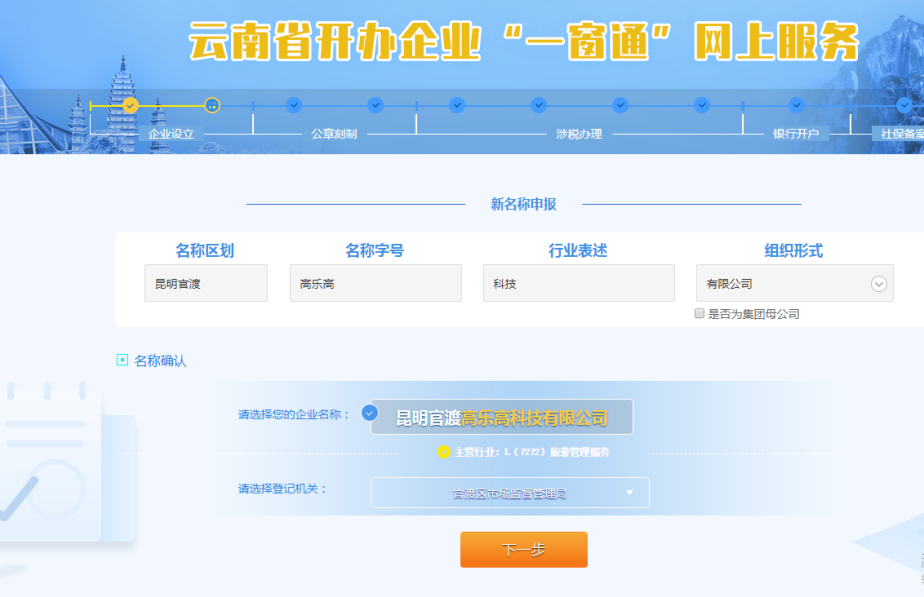 云南省开办企业“一窗通”网上服务
企业设立 公章刻制 涉税办理 银行开户 社保备案
新名称申报
名称区划 名称字号 行业表述 组织形式
昆明官渡 高乐高 科技 有限公司
是否为集团母公司
名称确认
请选择您的企业名称： 昆明官渡高乐高科技有限公司
主营行业：L（7272）旅游管理服务
请选择登记机关： 官渡区市场监督管理局
下一步